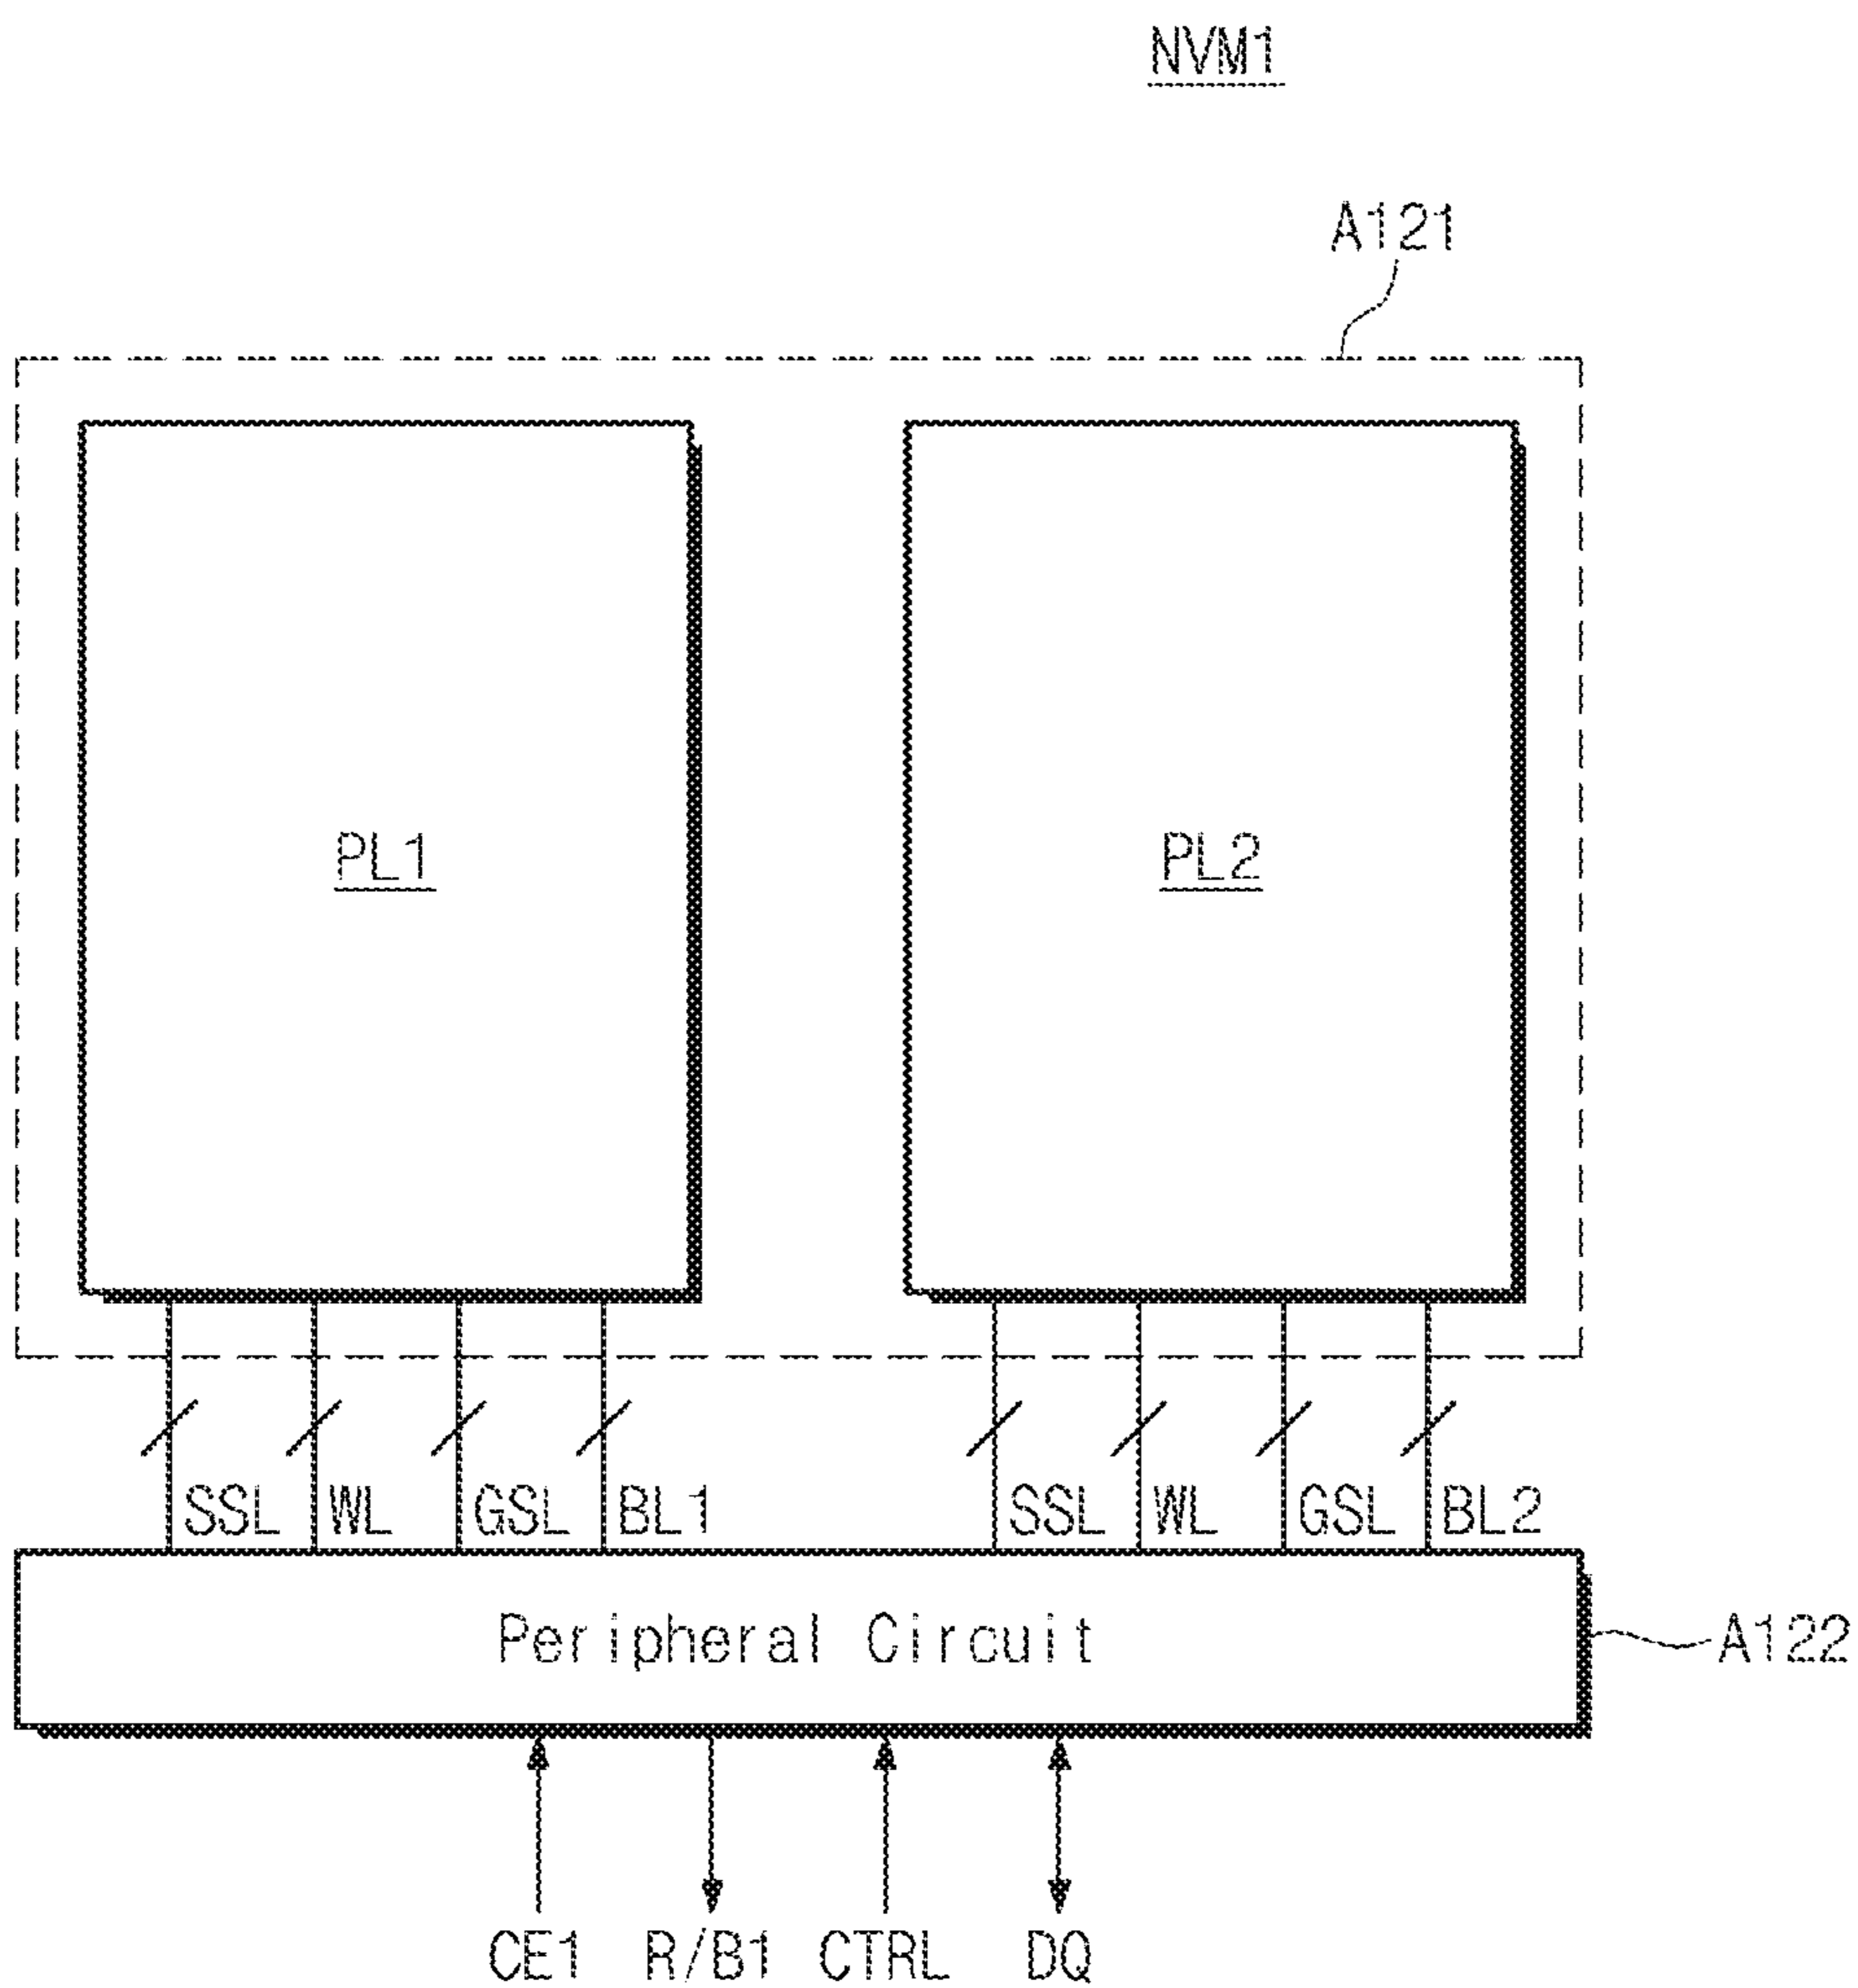 NVM1
A121
PL1 PL2
SSL WL GSL BL1 SSL WL GSL BL2
Peripheral Circuit
A122
CE1 R/B1 CTRL DQ